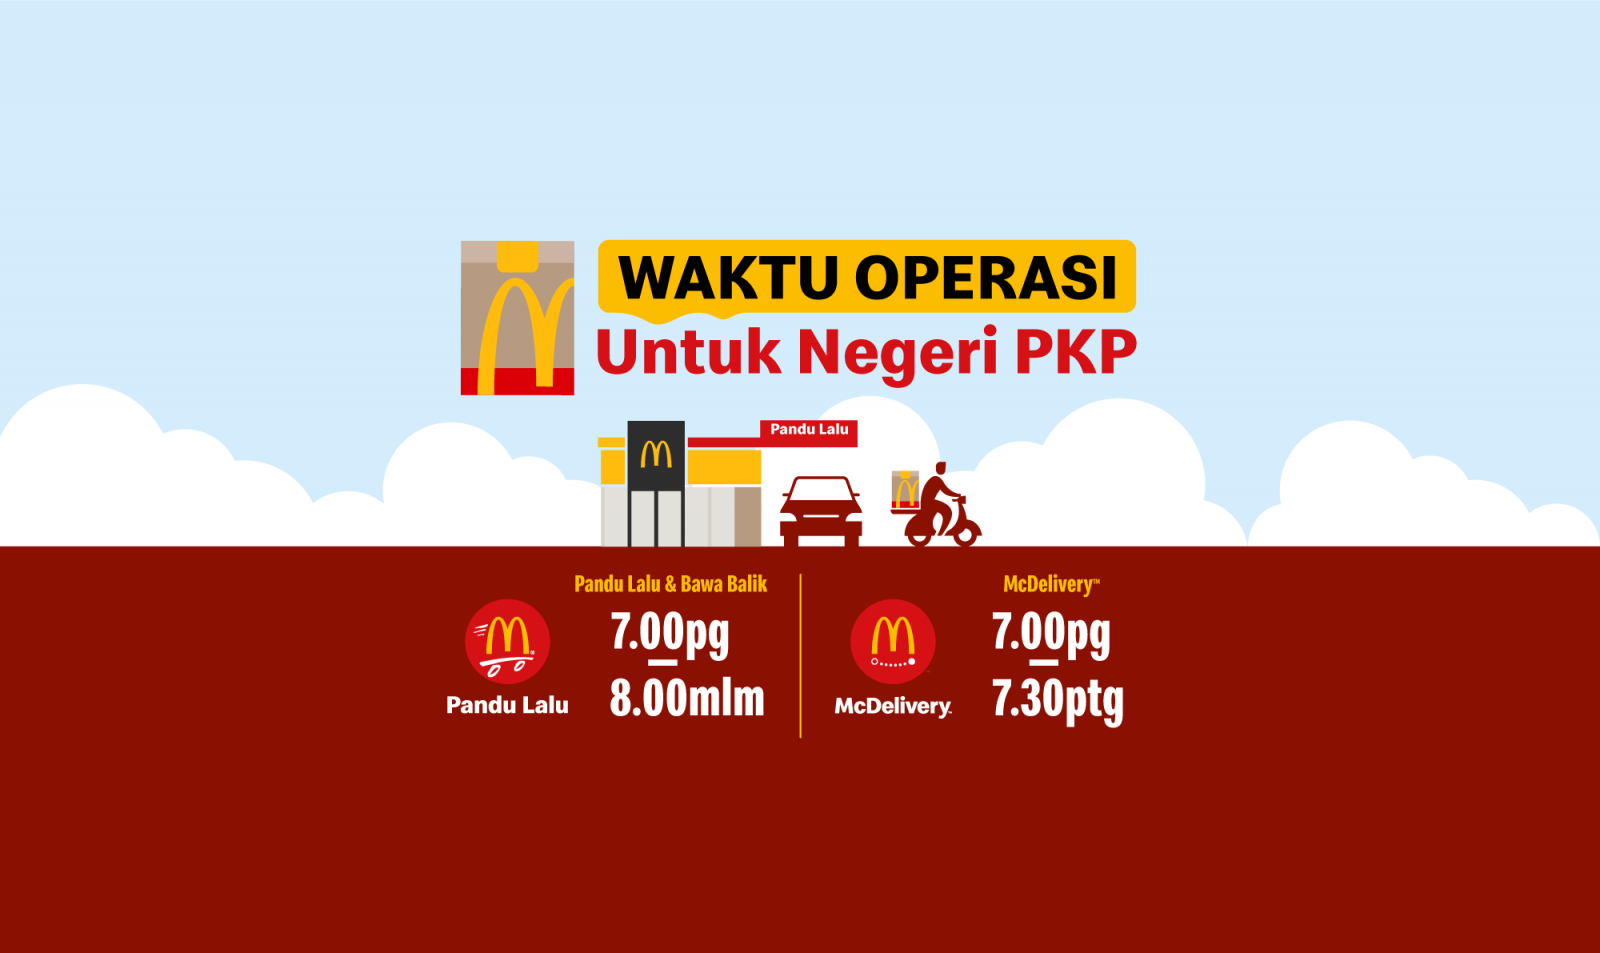 WAKTU OPERASI
Untuk Negeri PKP
Pandu Lalu
Pandu Lalu & Bawa Balik
7.00pg
–
8.00mlm
Pandu Lalu
McDelivery™
7.00pg
–
7.30ptg
McDelivery™